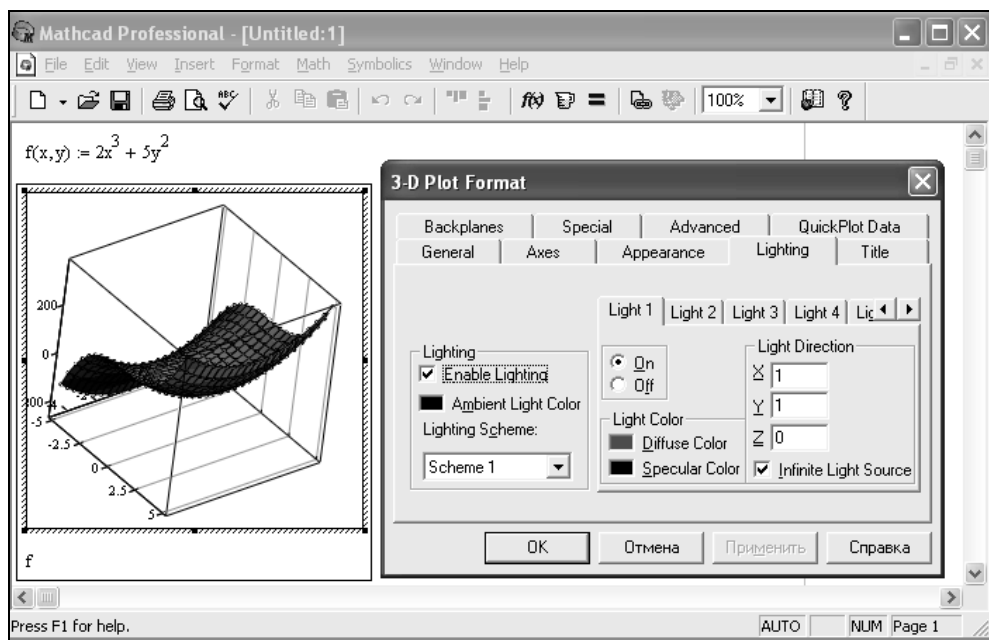 Mathcad Professional - [Untitled:1]
File Edit View Insert Format Math Symbolics Window Help
ABC f(x) = 100% ?
f(x,y) := 2x³ + 5y²
200
0
200
-5
-2.5
0
2.5
5
f
3-D Plot Format
Backplanes Special Advanced QuickPlot Data
General Axes Appearance Lighting Title
Light 1 Light 2 Light 3 Light 4
Lighting
Enable Lighting
Ambient Light Color
Lighting Scheme:
Scheme 1
On
Off
Light Color
Diffuse Color
Specular Color
Light Direction
X 1
Y 1
Z 0
Infinite Light Source
OK Отмена Применить Справка
Press F1 for help. AUTO NUM Page 1